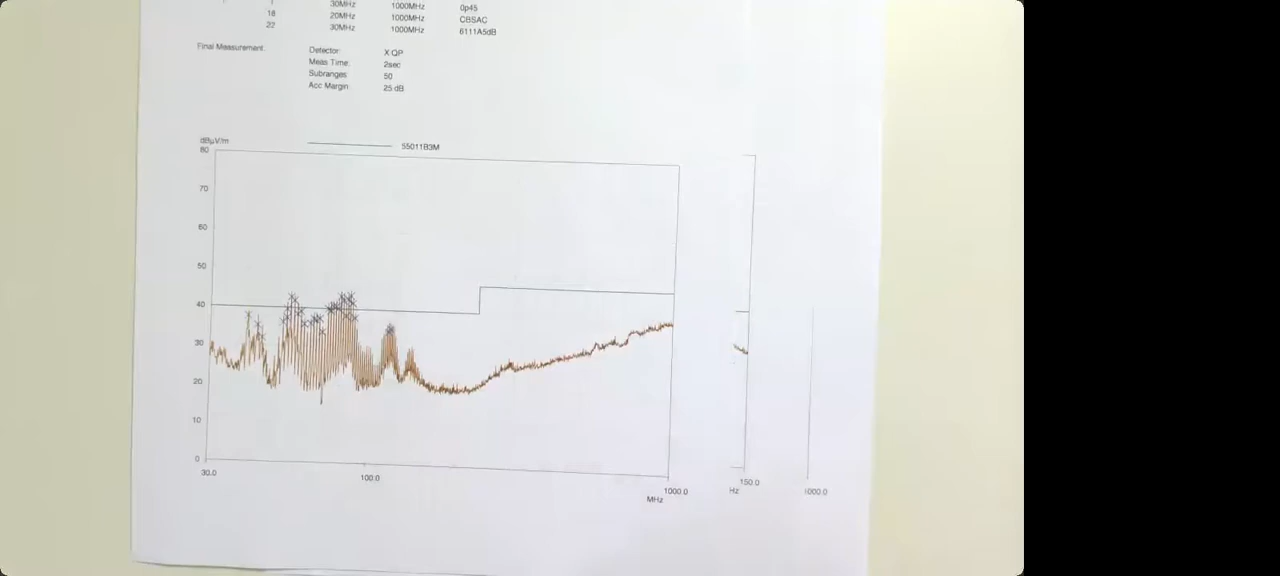 30MHz 1000MHz 0p45
18 20MHz 1000MHz CBSAC
22 30MHz 1000MHz 6111A5dB
Final Measurement: Detector: X QP
Meas Time: 2sec
Subranges: 50
Acc Margin: 25 dB
dBµV/m
55011B3M
80
70
60
50
40
30
20
10
0
30.0 100.0 1000.0
MHz
Hz 150.0
1000.0